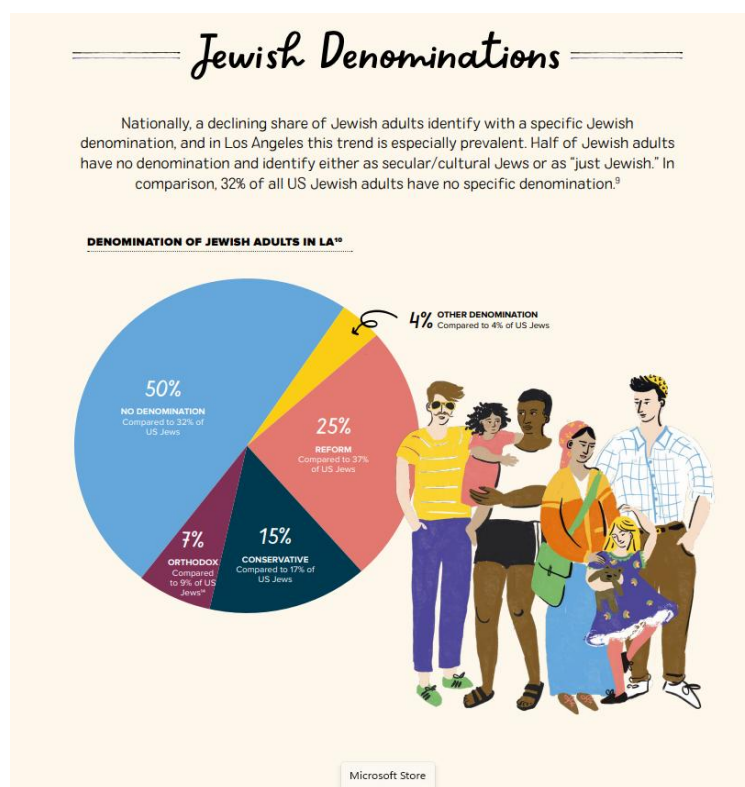 Jewish Denominations
Nationally, a declining share of Jewish adults identify with a specific Jewish
denomination, and in Los Angeles this trend is especially prevalent. Half of Jewish adults
have no denomination and identify either as secular/cultural Jews or as "just Jewish." In
comparison, 32% of all US Jewish adults have no specific denomination.⁹
DENOMINATION OF JEWISH ADULTS IN LA¹⁰
4% OTHER DENOMINATION
Compared to 4% of US Jews
50%
NO DENOMINATION
Compared to 32% of
US Jews
25%
REFORM
Compared to 37%
of US Jews
7%
ORTHODOX
Compared
to 9% of US
Jews
15%
CONSERVATIVE
Compared to 17% of
US Jews
Microsoft Store